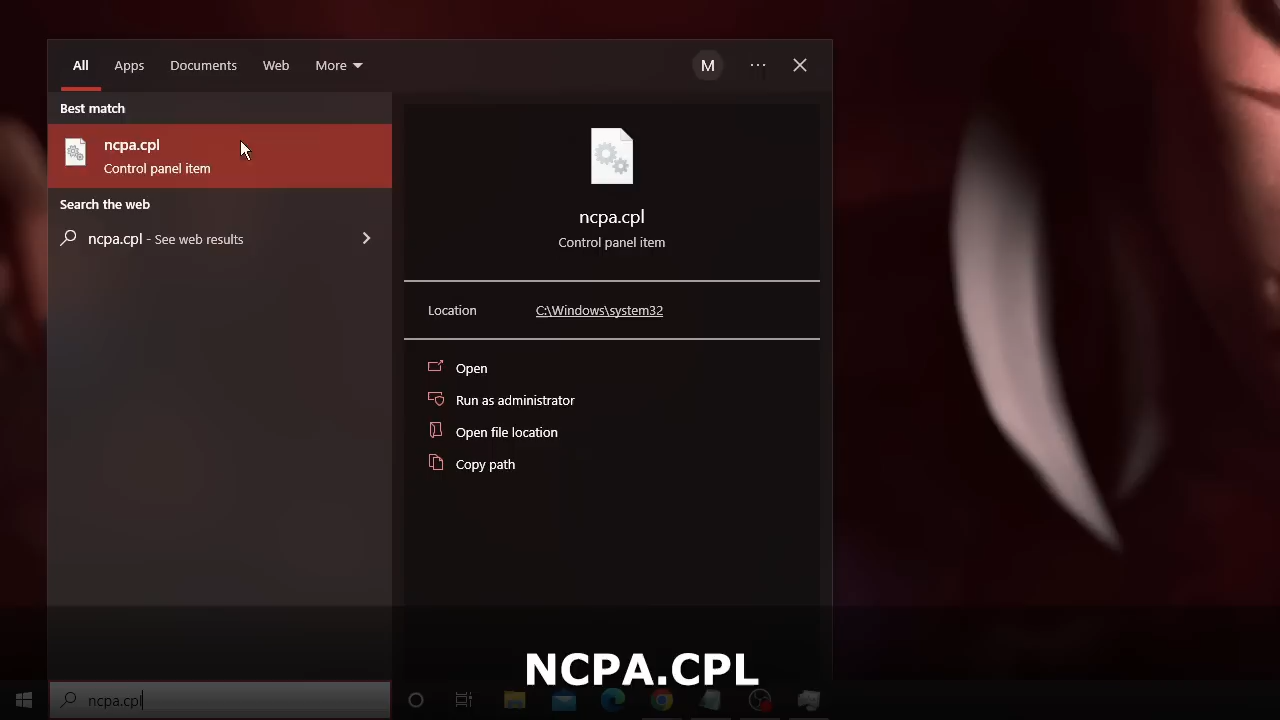 All Apps Documents Web More M ...
Best match
ncpa.cpl
Control panel item
Search the web
ncpa.cpl - See web results
ncpa.cpl
Control panel item
Location C:\Windows\system32
Open
Run as administrator
Open file location
Copy path
NCPA.CPL
ncpa.cpl